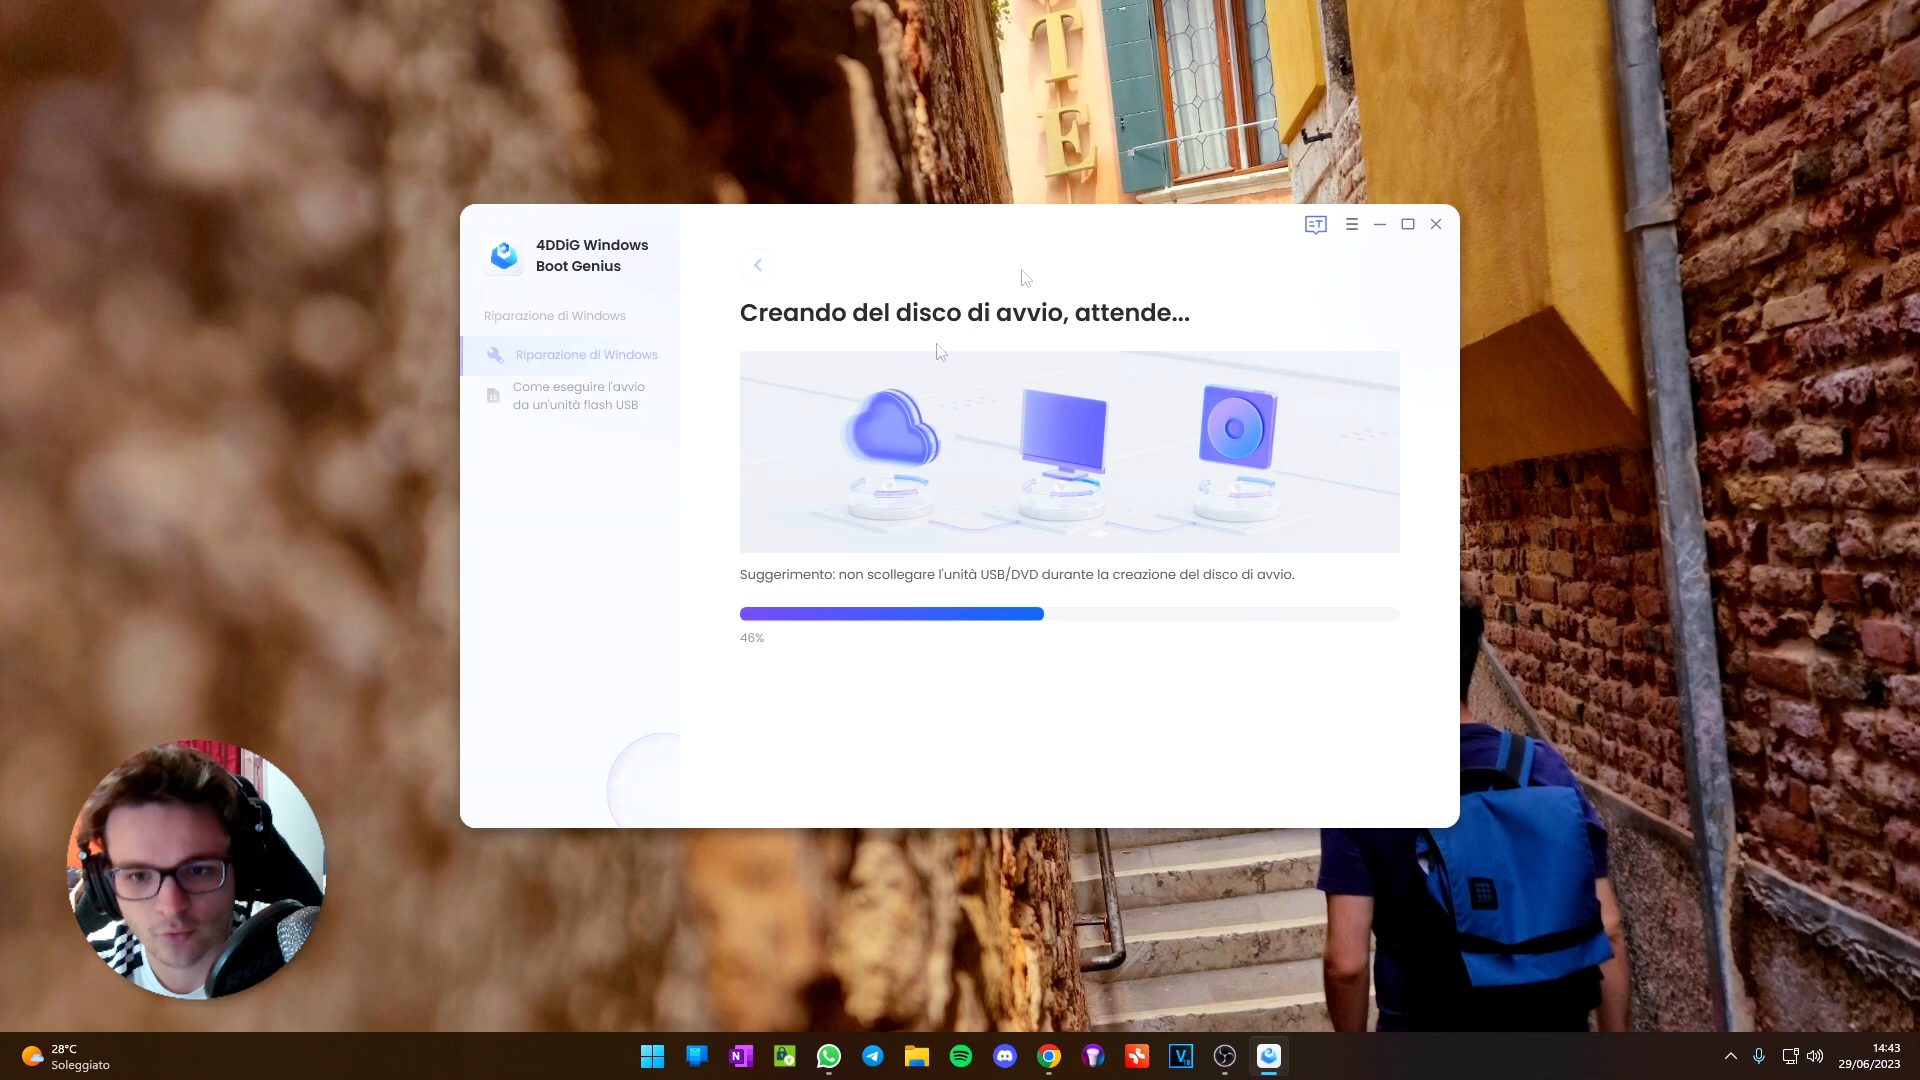 TE
4DDiG Windows
Boot Genius
Riparazione di Windows
Riparazione di Windows
Come eseguire l'avvio
da un'unità flash USB
Creando del disco di avvio, attende...
Suggerimento: non scollegare l'unità USB/DVD durante la creazione del disco di avvio.
46%
28°C
Soleggiato
14:43
29/06/2023